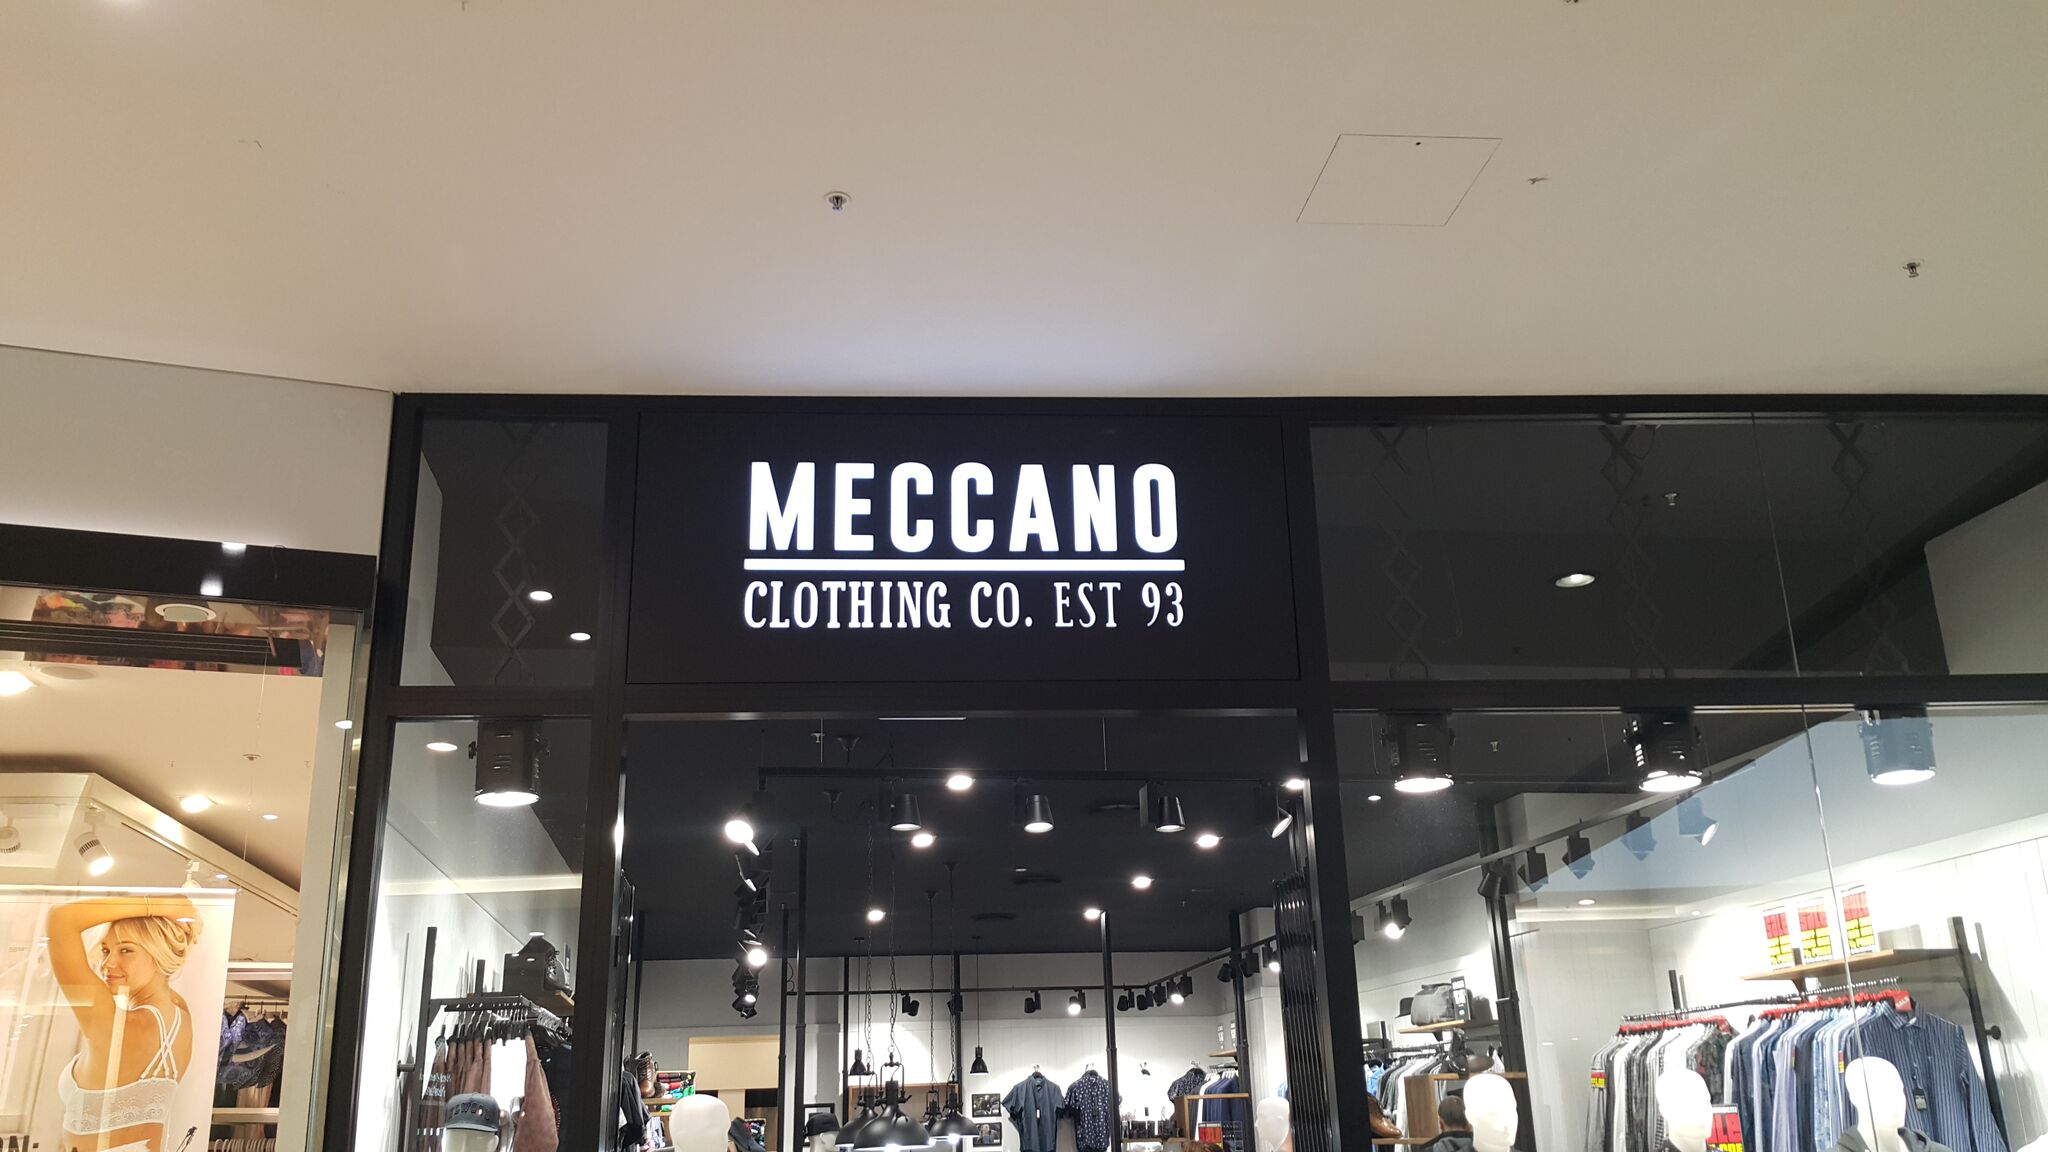 MECCANO
CLOTHING CO. EST 93